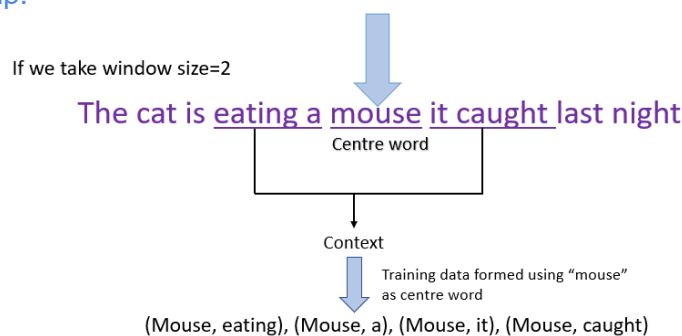 If we take window size=2
The cat is eating a mouse it caught last night
Centre word
Context
Training data formed using “mouse”
as centre word
(Mouse, eating), (Mouse, a), (Mouse, it), (Mouse, caught)